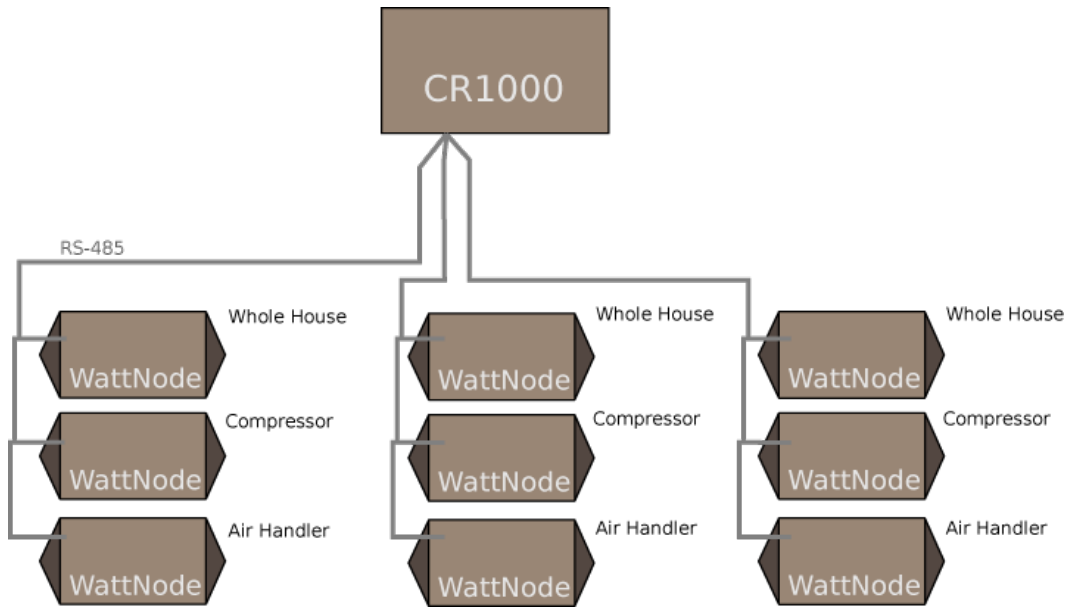 CR1000
RS-485
Whole House
WattNode
Whole House
WattNode
Whole House
WattNode
Compressor
WattNode
Compressor
WattNode
Compressor
WattNode
Air Handler
WattNode
Air Handler
WattNode
Air Handler
WattNode